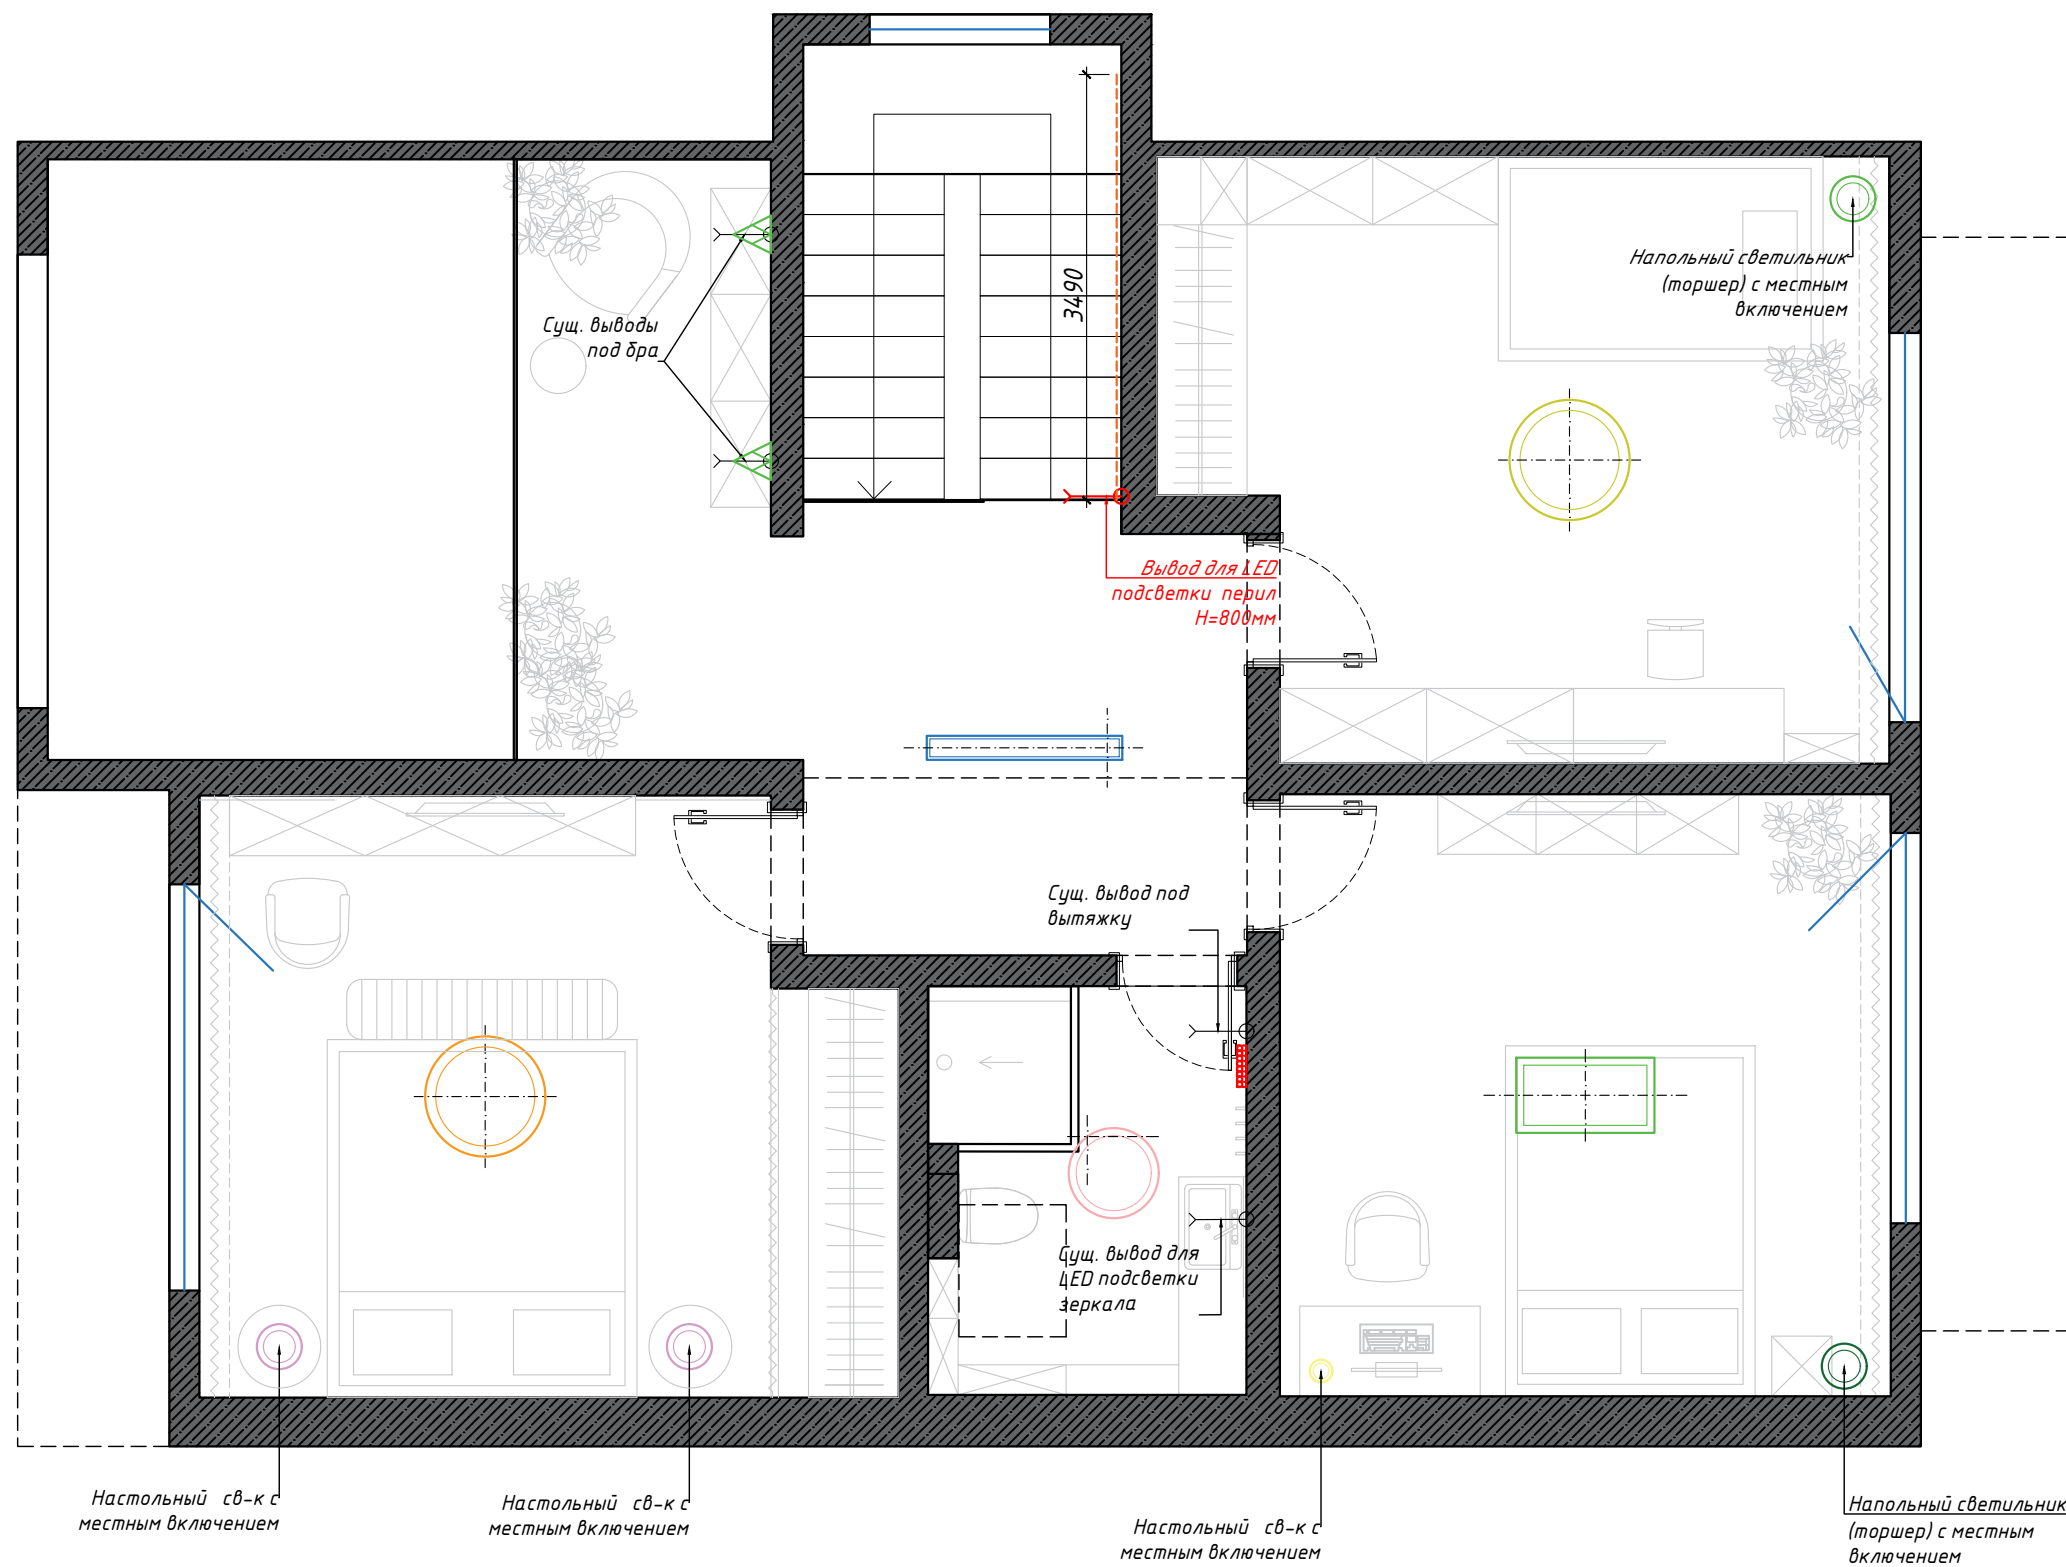 3490
Напольный светильник
(торшер) с местным
включением
Сущ. выводы
под бра
Вывод для LED
подсветки перил
Н=800мм
Сущ. вывод под
вытяжку
Сущ. вывод для
LED подсветки
зеркала
Настольный св-к с
местным включением
Настольный св-к с
местным включением
Настольный св-к с
местным включением
Напольный светильник
(торшер) с местным
включением